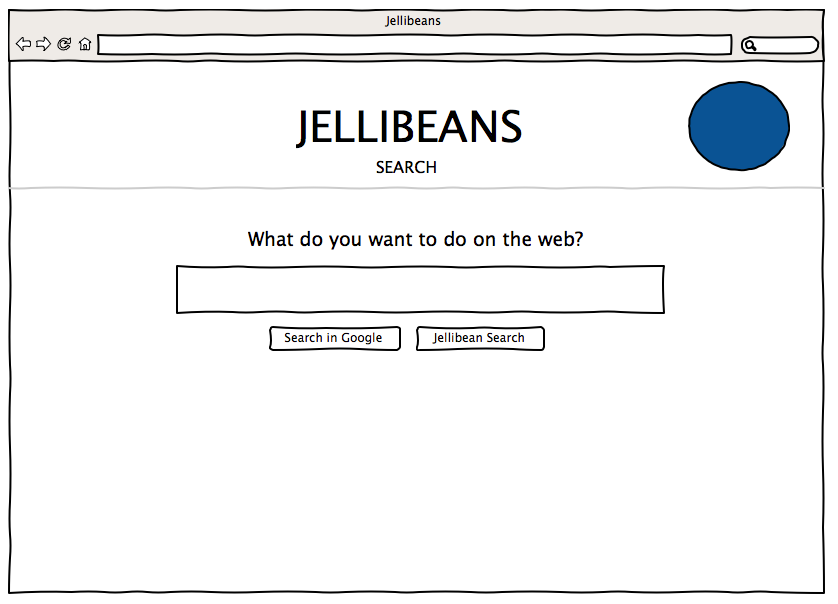 Jellibeans
JELLIBEANS
SEARCH
What do you want to do on the web?
Search in Google
Jellibean Search